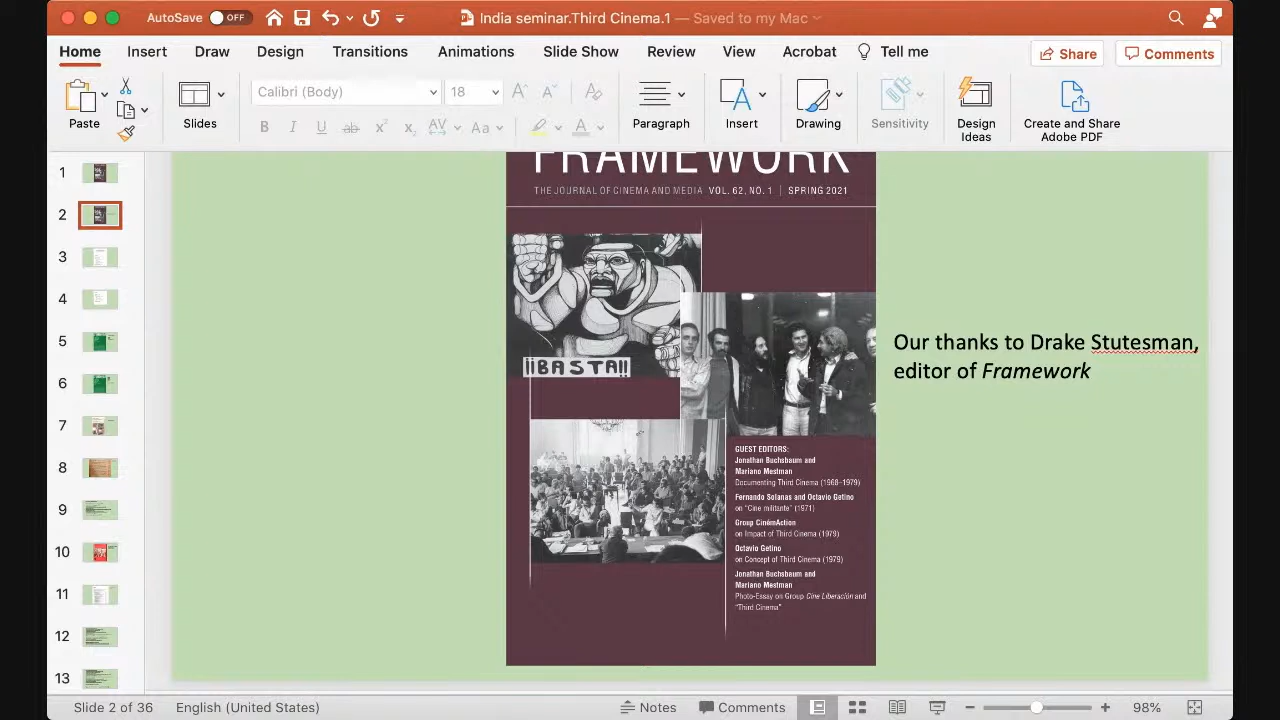 AutoSave OFF India seminar.Third Cinema.1 — Saved to my Mac
Home Insert Draw Design Transitions Animations Slide Show Review View Acrobat Tell me Share Comments
Calibri (Body) 18
Paste Slides Paragraph Insert Drawing Sensitivity Design Ideas Create and Share Adobe PDF
1
2
3
4
5
6
7
8
9
10
11
12
13
FRAMEWORK
THE JOURNAL OF CINEMA AND MEDIA VOL. 62, NO. 1 | SPRING 2021
¡¡BASTA!!
GUEST EDITORS:
Jonathan Buchsbaum and
Mariano Mestman
Documenting Third Cinema (1968–1979)
Fernando Solanas and Octavio Getino
on "Cine militante" (1971)
Group CinémAction
on Impact of Third Cinema (1979)
Octavio Getino
on Concept of Third Cinema (1979)
Jonathan Buchsbaum and
Mariano Mestman
Photo-Essay on Group Cine Liberación and
"Third Cinema"
Our thanks to Drake Stutesman,
editor of Framework
Slide 2 of 36 English (United States) Notes Comments 98%